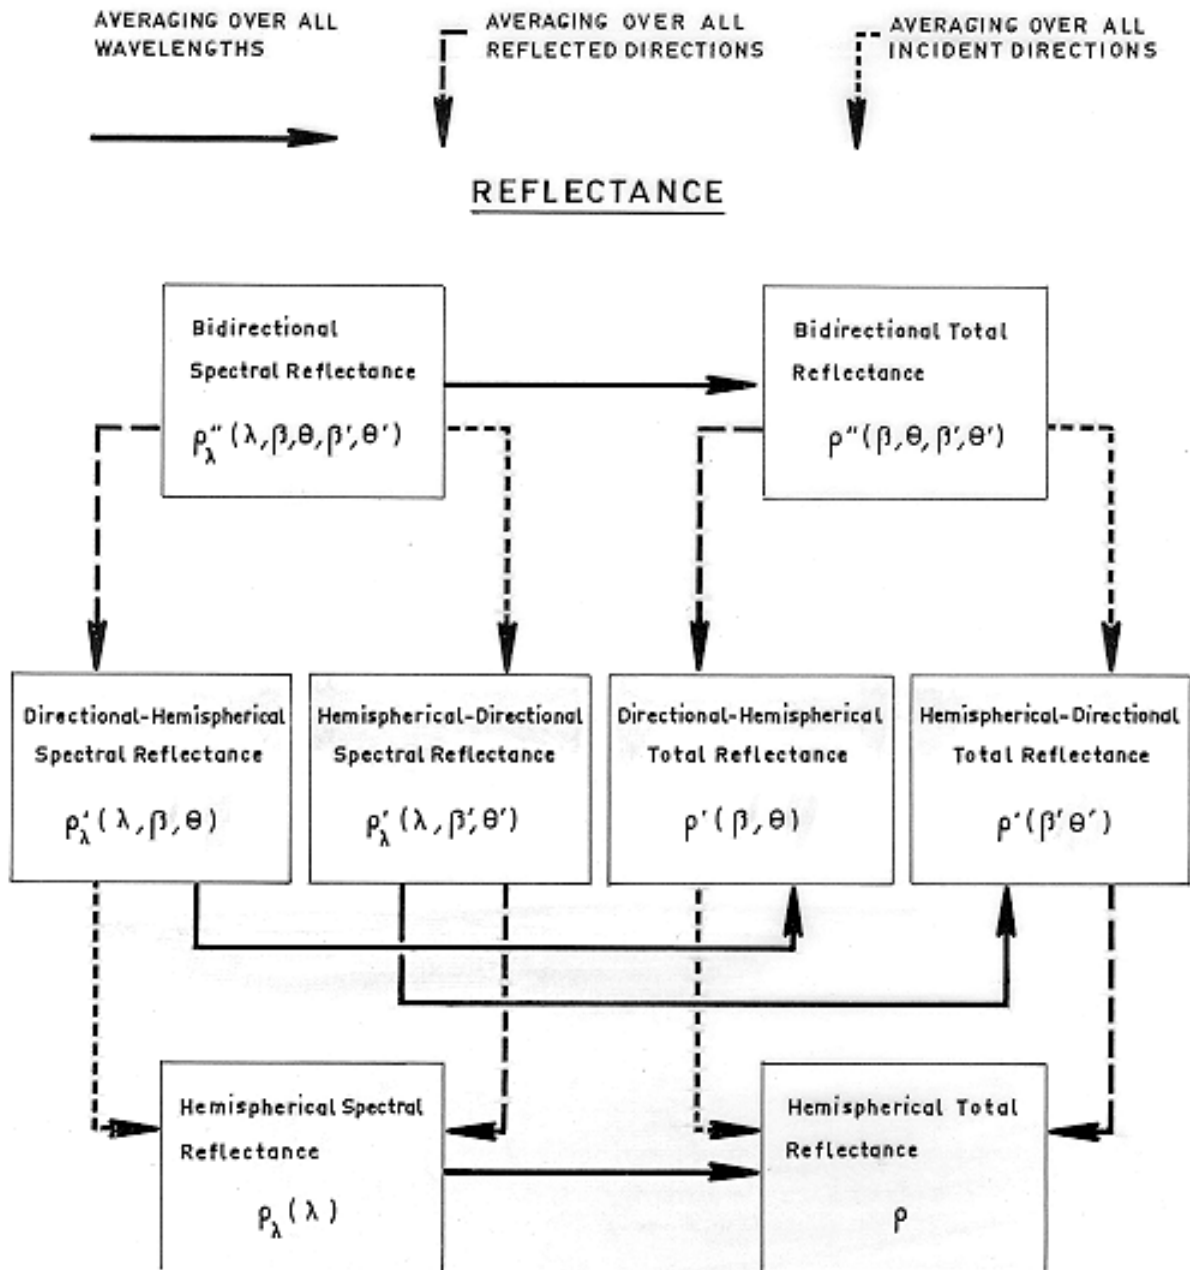 AVERAGING OVER ALL
WAVELENGTHS
AVERAGING OVER ALL
REFLECTED DIRECTIONS
AVERAGING OVER ALL
INCIDENT DIRECTIONS
REFLECTANCE
Bidirectional
Spectral Reflectance
ρ″λ(λ,β,θ,β′,θ′)
Bidirectional Total
Reflectance
ρ″(β,θ,β′,θ′)
Directional-Hemispherical
Spectral Reflectance
ρ′λ(λ,β′,θ)
Hemispherical-Directional
Spectral Reflectance
ρ′λ(λ,β′,θ′)
Directional-Hemispherical
Total Reflectance
ρ′(β,θ)
Hemispherical-Directional
Total Reflectance
ρ′(β′θ′)
Hemispherical Spectral
Reflectance
ρλ(λ)
Hemispherical Total
Reflectance
ρ